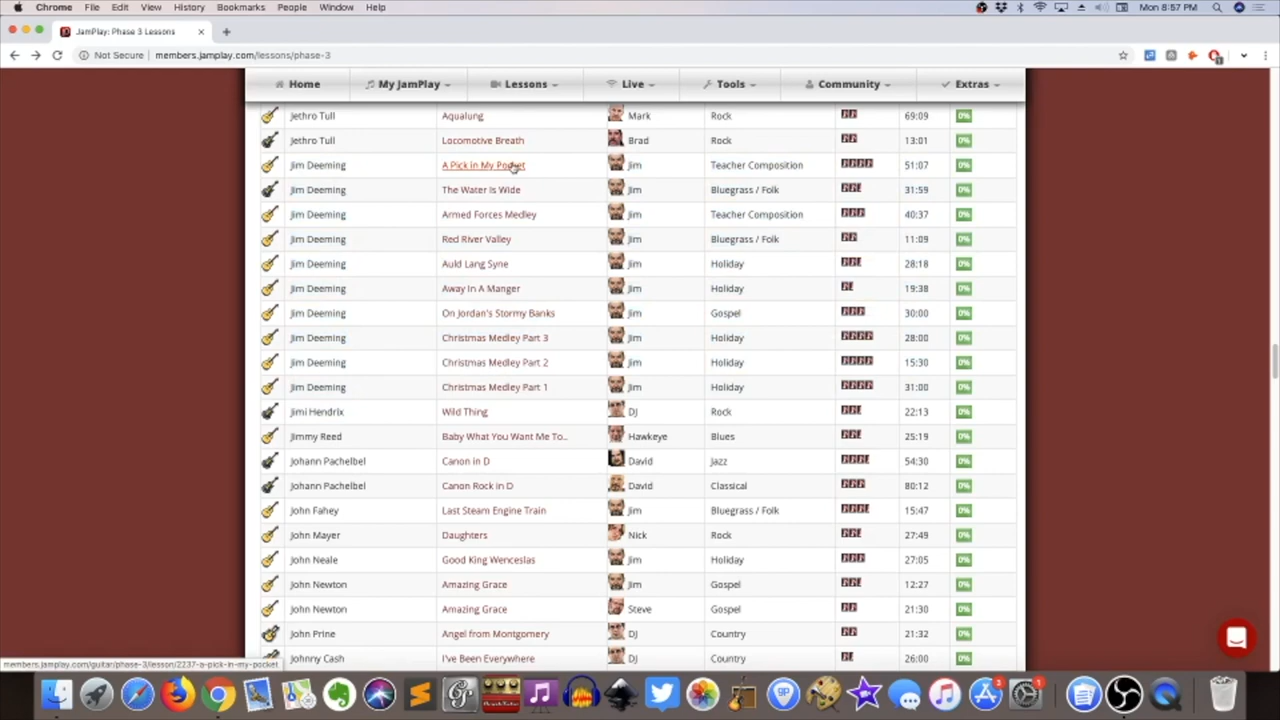 Chrome File Edit View History Bookmarks People Window Help Mon 8:57 PM
JamPlay: Phase 3 Lessons
Not Secure members.jamplay.com/lessons/phase-3
Home My JamPlay Lessons Live Tools Community Extras
Jethro Tull Aqualung Mark Rock 69:09 0%
Jethro Tull Locomotive Breath Brad Rock 13:01 0%
Jim Deeming A Pick in My Pocket Jim Teacher Composition 51:07 0%
Jim Deeming The Water Is Wide Jim Bluegrass / Folk 31:59 0%
Jim Deeming Armed Forces Medley Jim Teacher Composition 40:37 0%
Jim Deeming Red River Valley Jim Bluegrass / Folk 11:09 0%
Jim Deeming Auld Lang Syne Jim Holiday 28:18 0%
Jim Deeming Away In A Manger Jim Holiday 19:38 0%
Jim Deeming On Jordan's Stormy Banks Jim Gospel 30:00 0%
Jim Deeming Christmas Medley Part 3 Jim Holiday 28:00 0%
Jim Deeming Christmas Medley Part 2 Jim Holiday 15:30 0%
Jim Deeming Christmas Medley Part 1 Jim Holiday 31:00 0%
Jimi Hendrix Wild Thing DJ Rock 22:13 0%
Jimmy Reed Baby What You Want Me To... Hawkeye Blues 25:19 0%
Johann Pachelbel Canon in D David Jazz 54:30 0%
Johann Pachelbel Canon Rock in D David Classical 80:12 0%
John Fahey Last Steam Engine Train Jim Bluegrass / Folk 15:47 0%
John Mayer Daughters Nick Rock 27:49 0%
John Neale Good King Wenceslas Jim Holiday 27:05 0%
John Newton Amazing Grace Jim Gospel 12:27 0%
John Newton Amazing Grace Steve Gospel 21:30 0%
John Prine Angel from Montgomery DJ Country 21:32 0%
Johnny Cash I've Been Everywhere DJ Country 26:00 0%
members.jamplay.com/guitar/phase-3/lesson/2237-a-pick-in-my-pocket